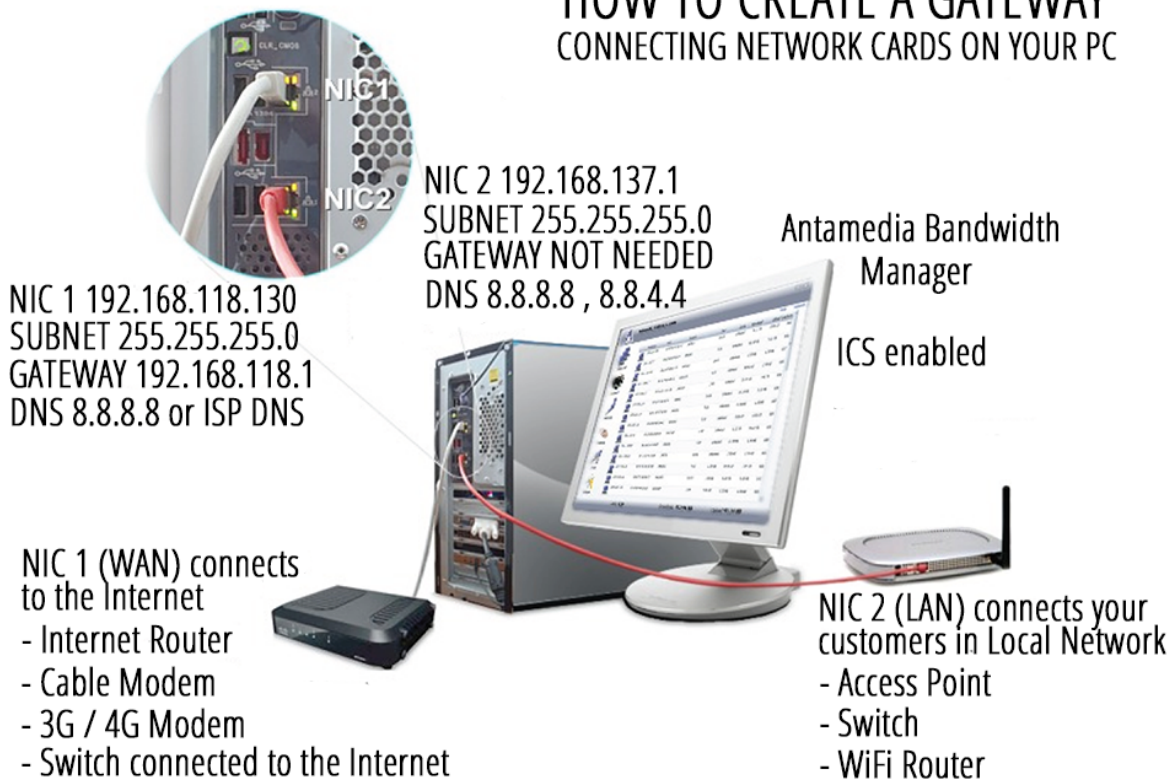 HOW TO CREATE A GATEWAY
CONNECTING NETWORK CARDS ON YOUR PC
CLR_CMOS
NIC1
NIC2
NIC 2 192.168.137.1
SUBNET 255.255.255.0
GATEWAY NOT NEEDED
DNS 8.8.8.8 , 8.8.4.4
Antamedia Bandwidth
Manager
ICS enabled
NIC 1 192.168.118.130
SUBNET 255.255.255.0
GATEWAY 192.168.118.1
DNS 8.8.8.8 or ISP DNS
NIC 1 (WAN) connects
to the Internet
- Internet Router
- Cable Modem
- 3G / 4G Modem
- Switch connected to the Internet
NIC 2 (LAN) connects your
customers in Local Network
- Access Point
- Switch
- WiFi Router